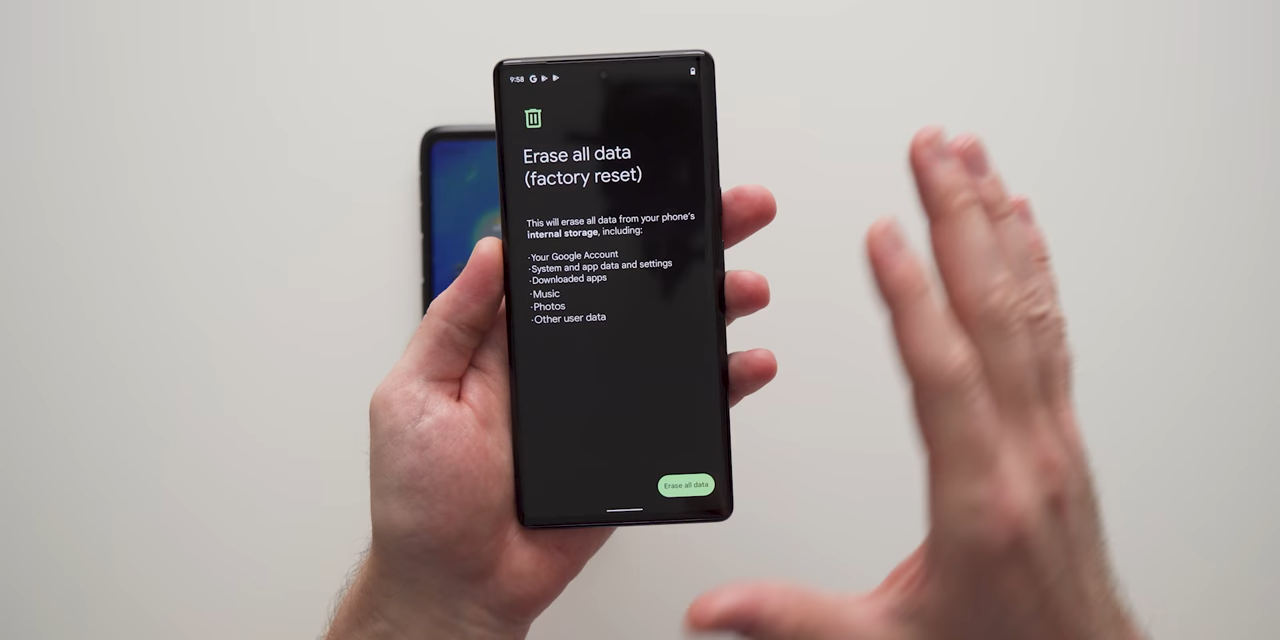 9:58
Erase all data
(factory reset)
This will erase all data from your phone's
internal storage, including:
·Your Google Account
·System and app data and settings
·Downloaded apps
·Music
·Photos
·Other user data
Erase all data